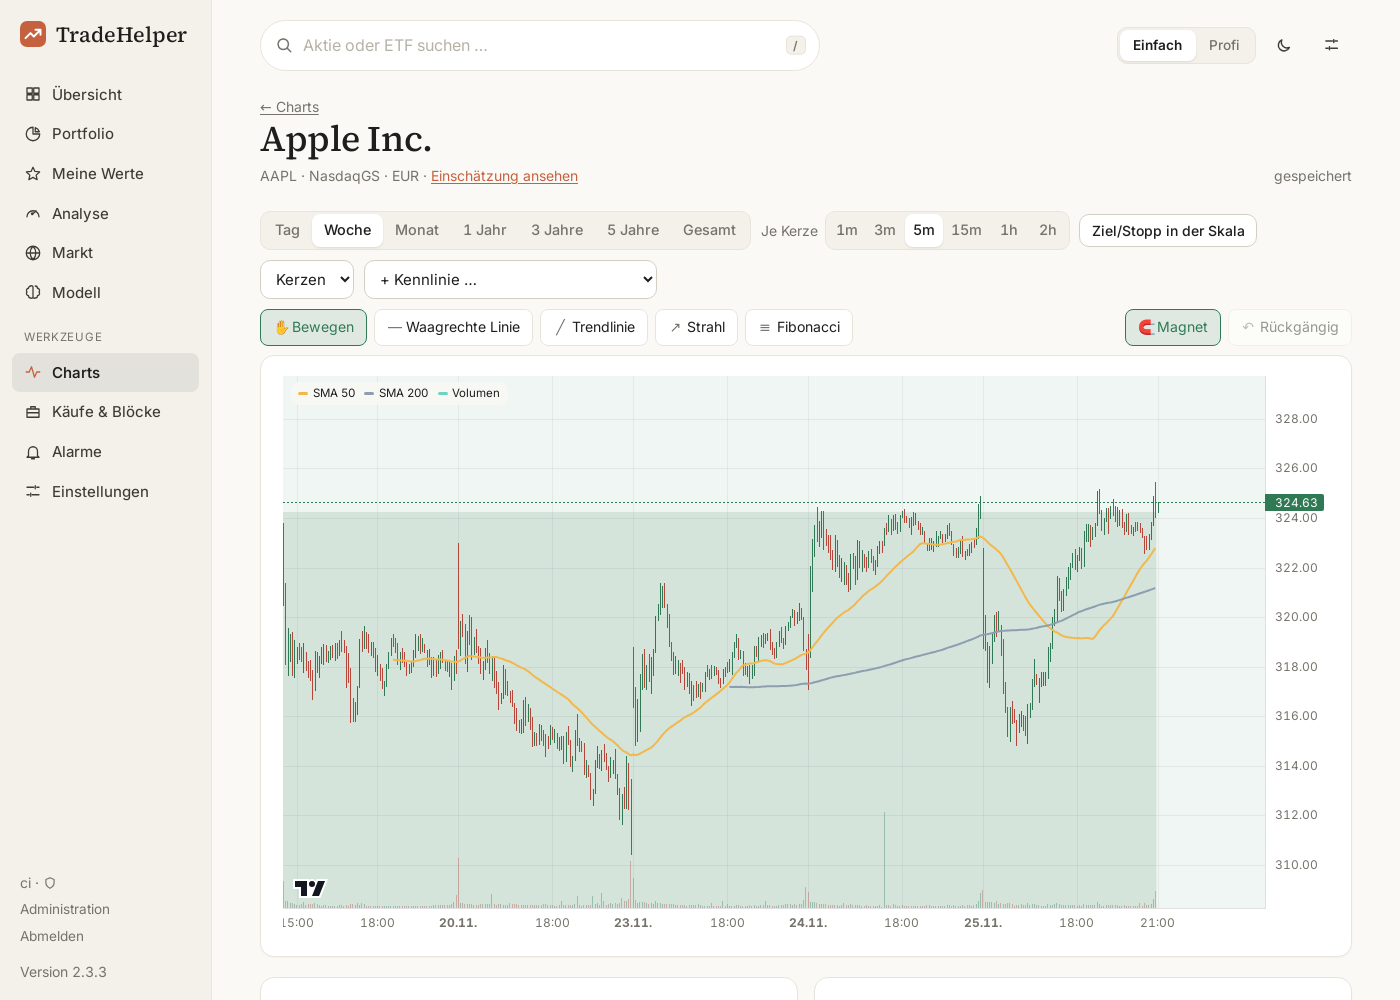 TradeHelper
Aktie oder ETF suchen ...
/
Einfach
Profi
Übersicht
Portfolio
Meine Werte
Analyse
Markt
Modell
WERKZEUGE
Charts
Käufe & Blöcke
Alarme
Einstellungen
ci ·
Administration
Abmelden
Version 2.3.3
← Charts
Apple Inc.
AAPL · NasdaqGS · EUR · Einschätzung ansehen
gespeichert
Tag Woche Monat 1 Jahr 3 Jahre 5 Jahre Gesamt Je Kerze 1m 3m 5m 15m 1h 2h Ziel/Stopp in der Skala
Kerzen + Kennlinie ...
Bewegen — Waagrechte Linie ╱ Trendlinie ↗ Strahl ≡ Fibonacci Magnet ↶ Rückgängig
SMA 50 SMA 200 Volumen
328.00
326.00
324.63
324.00
322.00
320.00
318.00
316.00
314.00
312.00
310.00
15:00 18:00 20.11. 18:00 23.11. 18:00 24.11. 18:00 25.11. 18:00 21:00